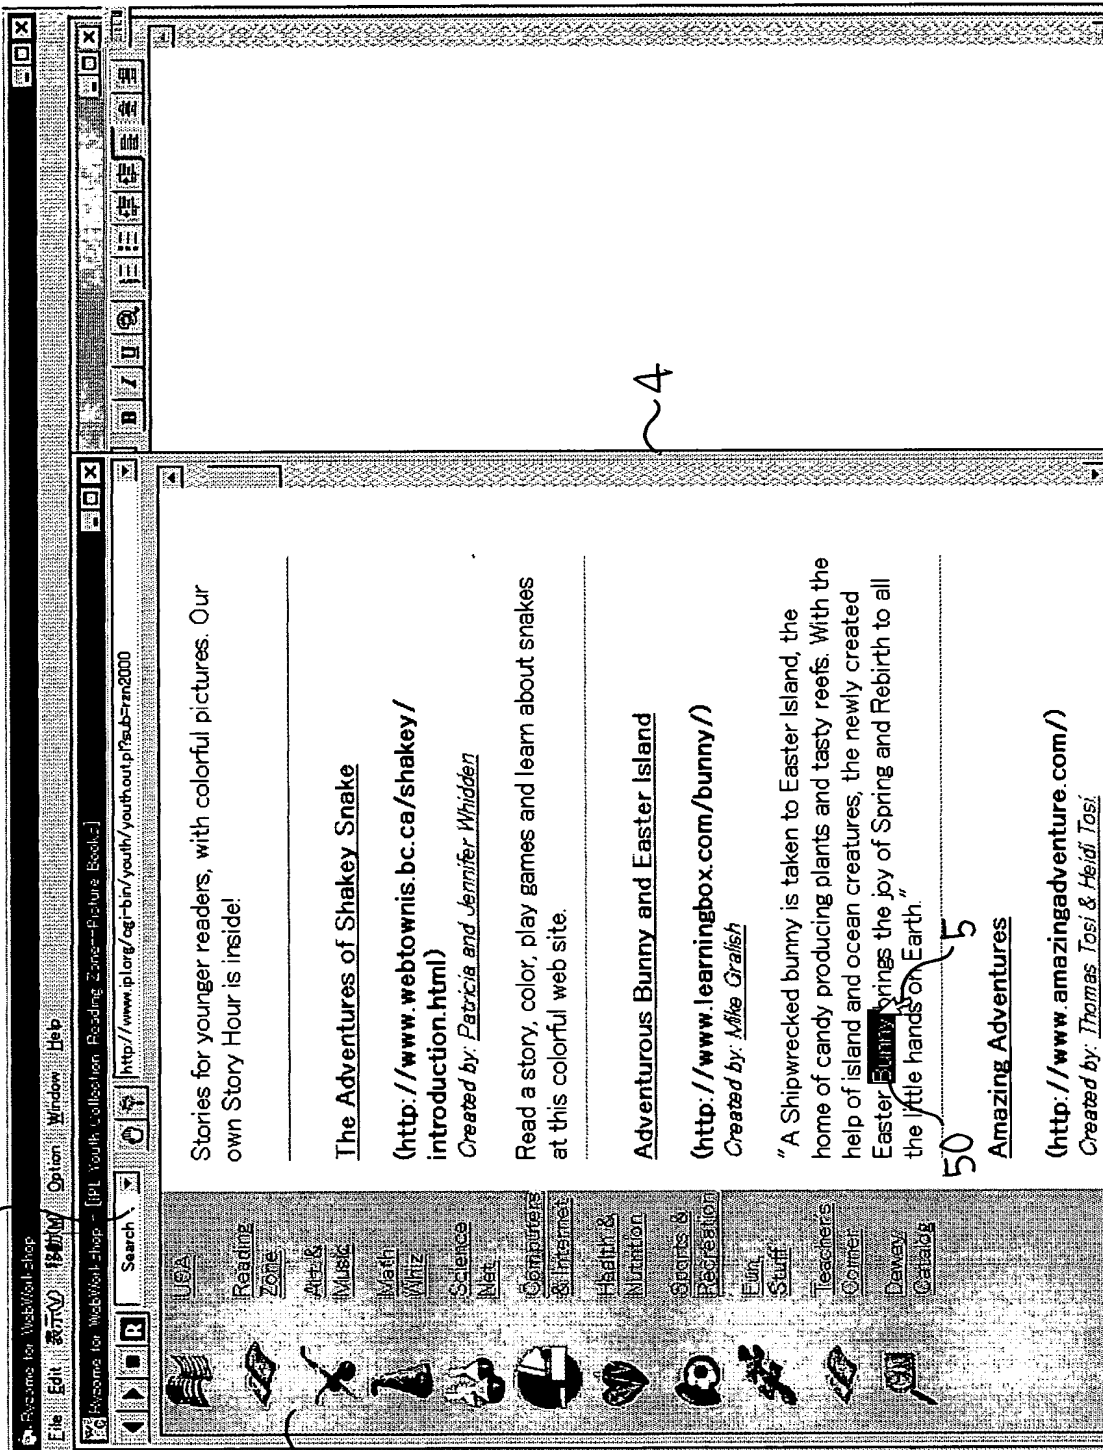 Rwsome for WebWorkshop
File Edit 表示(V) 移動(M) Option Window Help
Rwsome for WebWorkshop - [IPL Youth Collection Reading Zone--Picture Books]
R
Search
http://www.ipl.org/cgi-bin/youth/youth.out.pl?sub=rzn2000
B I U
USA
Reading
Zone
Art &
Music
Math
Whiz
Science
Net
Computers
& Internet
Health &
Nutrition
Sports &
Recreation
Fun
Stuff
Teacher's
Corner
Dewey
Catalog
Stories for younger readers, with colorful pictures. Our
own Story Hour is inside!
The Adventures of Shakey Snake
(http://www.webtownis.bc.ca/shakey/
introduction.html)
Created by: Patricia and Jennifer Whidden
Read a story, color, play games and learn about snakes
at this colorful web site.
Adventurous Bunny and Easter Island
(http://www.learningbox.com/bunny/)
Created by: Mike Gralish
"A Shipwrecked bunny is taken to Easter Island, the
home of candy producing plants and tasty reefs. With the
help of island and ocean creatures, the newly created
Easter Bunny brings the joy of Spring and Rebirth to all
the little hands on Earth."
Amazing Adventures
(http://www.amazingadventure.com/)
Created by: Thomas Tosi & Heidi Tosi
4
5
50